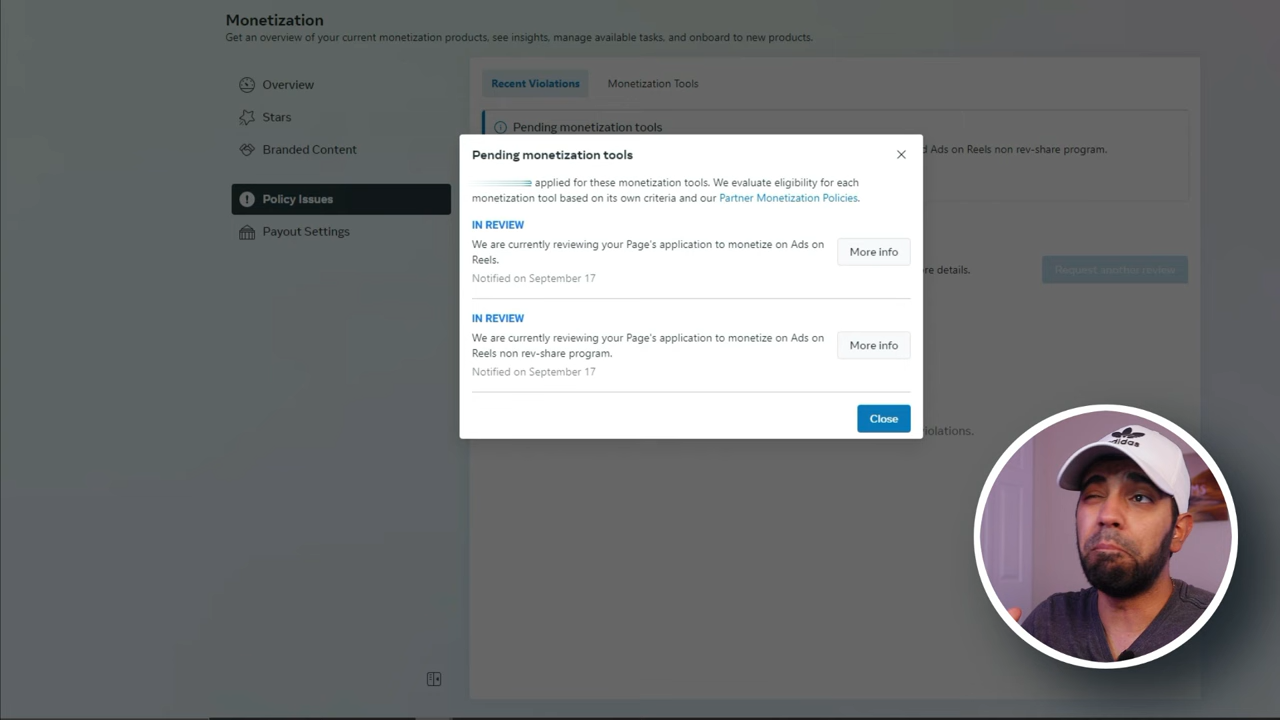 Monetization
Get an overview of your current monetization products, see insights, manage available tasks, and onboard to new products.
Overview
Stars
Branded Content
Policy Issues
Payout Settings
Recent Violations
Monetization Tools
Pending monetization tools
d Ads on Reels non rev-share program.
re details.
Request another review
violations.
Pending monetization tools
applied for these monetization tools. We evaluate eligibility for each
monetization tool based on its own criteria and our Partner Monetization Policies.
IN REVIEW
We are currently reviewing your Page's application to monetize on Ads on
Reels.
Notified on September 17
More info
IN REVIEW
We are currently reviewing your Page's application to monetize on Ads on
Reels non rev-share program.
Notified on September 17
More info
Close
adidas